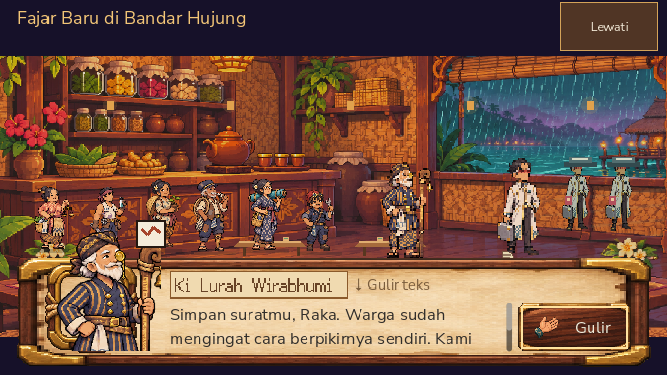 Fajar Baru di Bandar Hujung
Lewati
Ki Lurah Wirabhumi
↓ Gulir teks
Simpan suratmu, Raka. Warga sudah
mengingat cara berpikirnya sendiri. Kami
Gulir